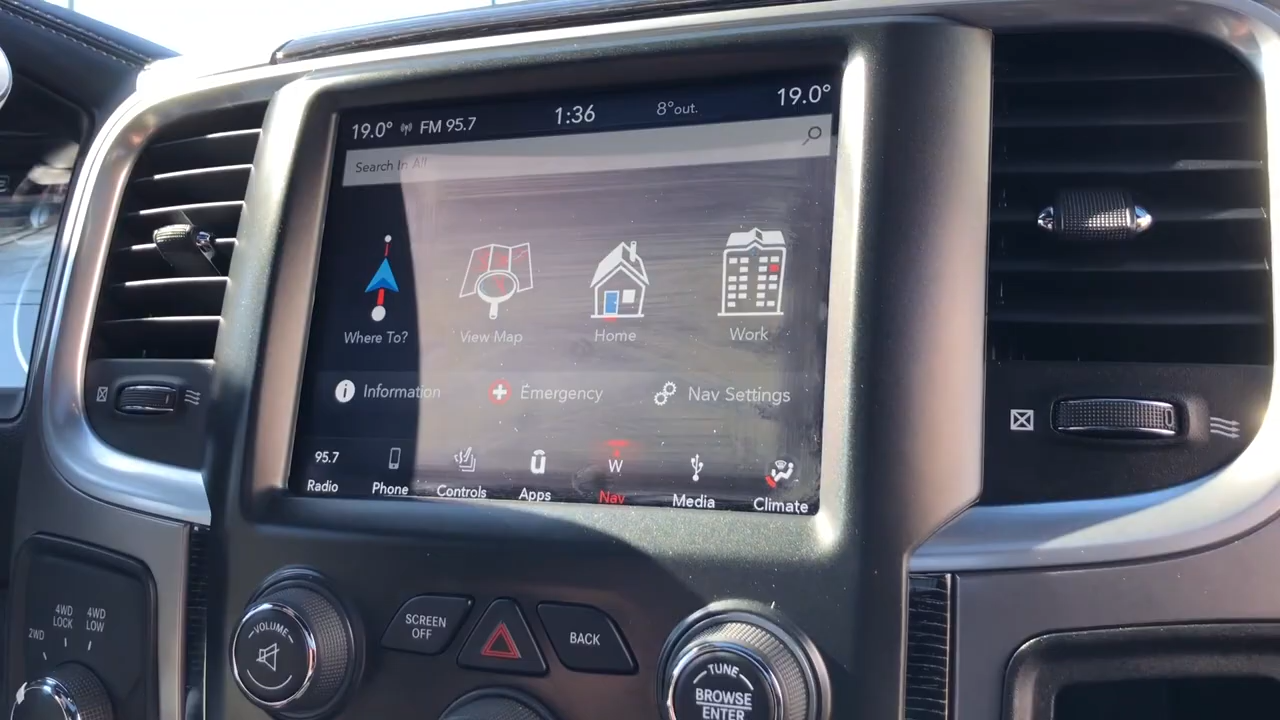 19.0° FM 95.7 1:36 8°out. 19.0°
Search In All
Where To? View Map Home Work
Information Emergency Nav Settings
95.7 W
Radio Phone Controls Apps Nav Media Climate
4WD LOCK
4WD LOW
2WD
VOLUME
SCREEN OFF
BACK
TUNE
BROWSE
ENTER